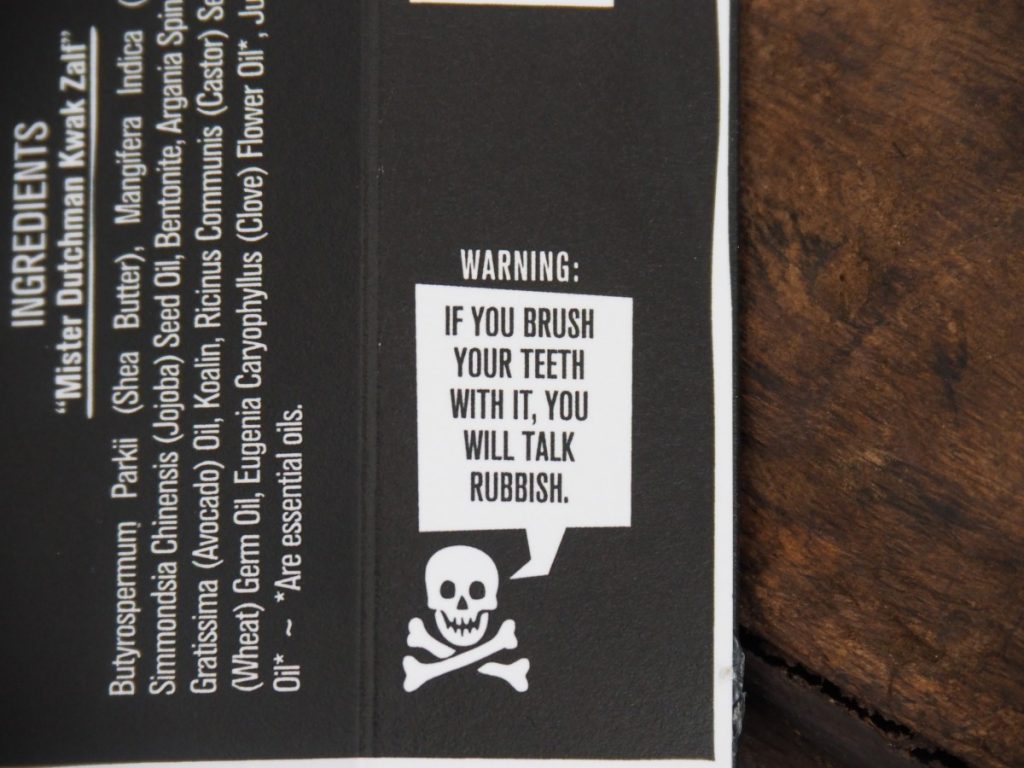 INGREDIENTS
“Mister Dutchman Kwak Zalf”
Butyrospermum Parkii (Shea Butter), Mangifera Indica (
Simmondsia Chinensis (Jojoba) Seed Oil, Bentonite, Argania Spin
Gratissima (Avocado) Oil, Koalin, Ricinus Communis (Castor) Se
(Wheat) Germ Oil, Eugenia Caryophyllus (Clove) Flower Oil*, Ju
Oil* ~ *Are essential oils.
WARNING:
IF YOU BRUSH
YOUR TEETH
WITH IT, YOU
WILL TALK
RUBBISH.